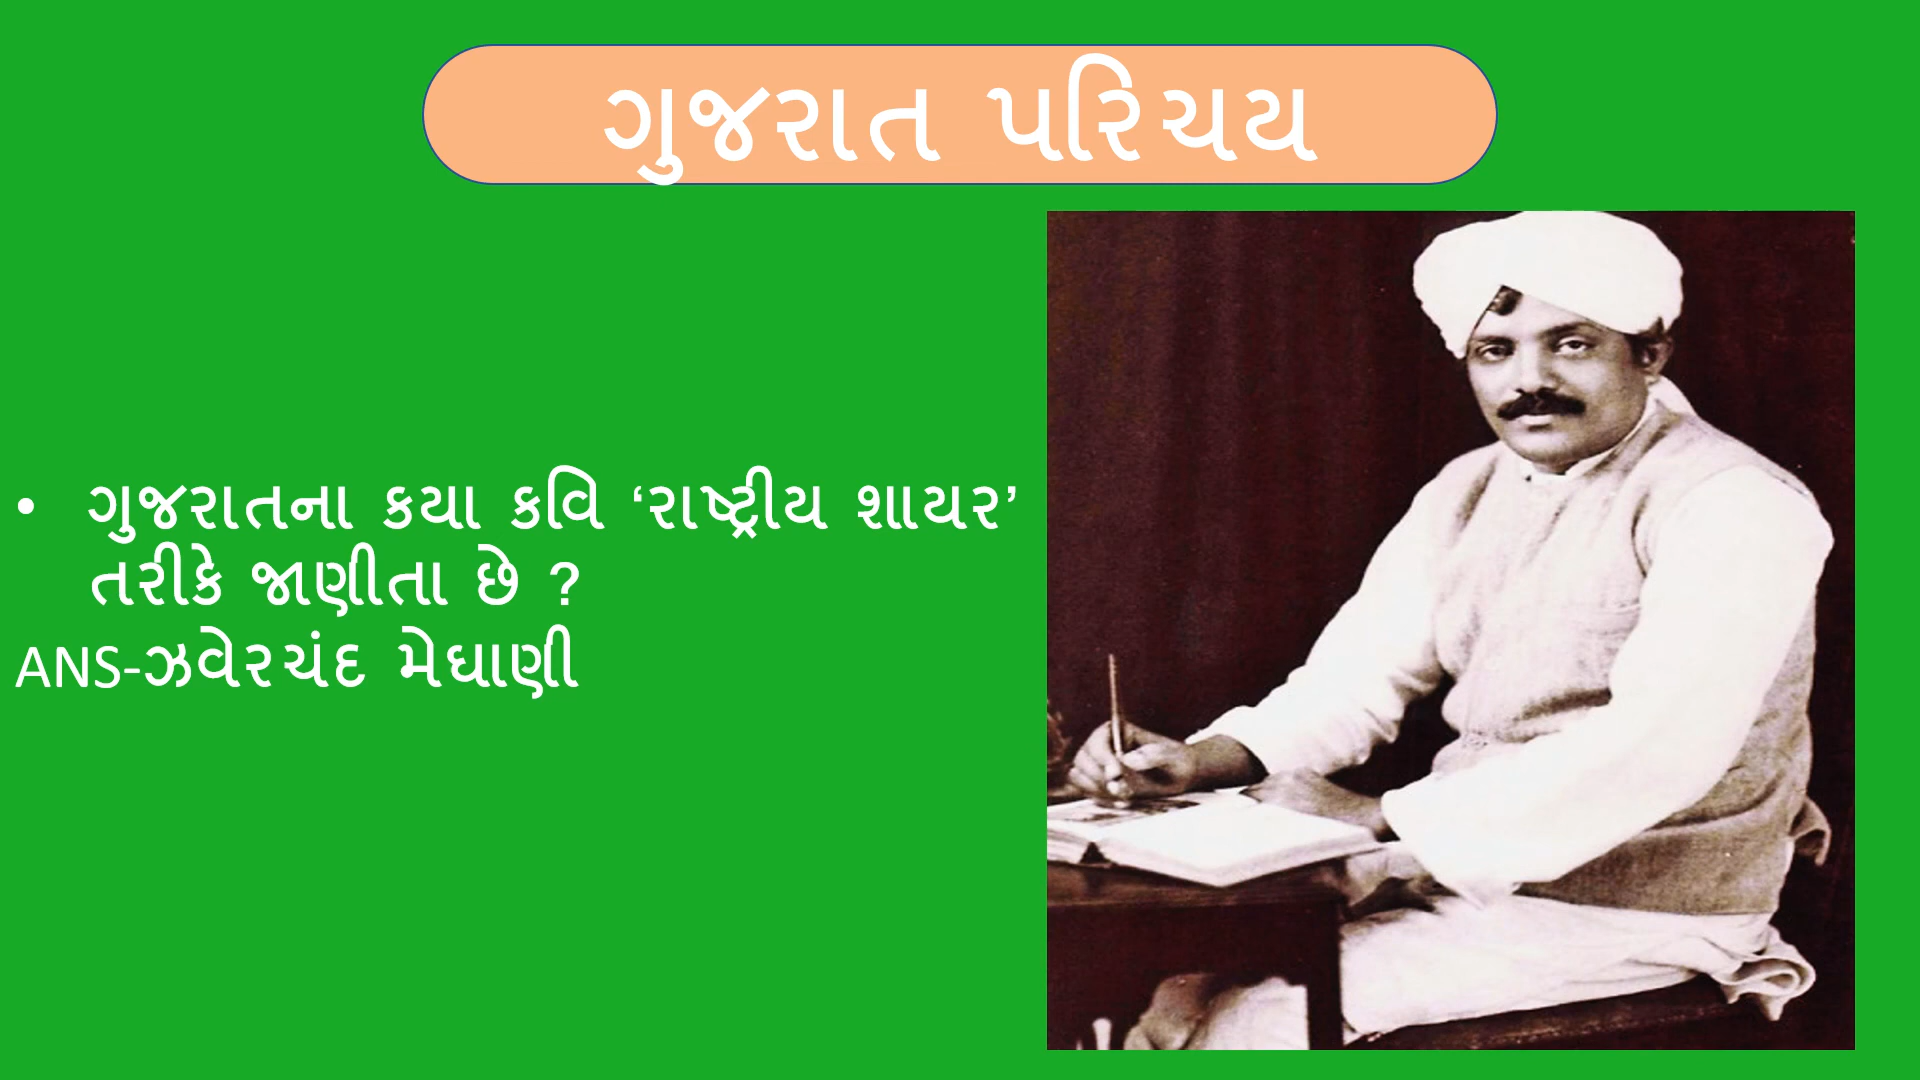 ગુજરાત પરિચય
• ગુજરાતના કયા કવિ ‘રાષ્ટ્રીય શાયર’
તરીકે જાણીતા છે ?
ANS-ઝવેરચંદ મેઘાણી